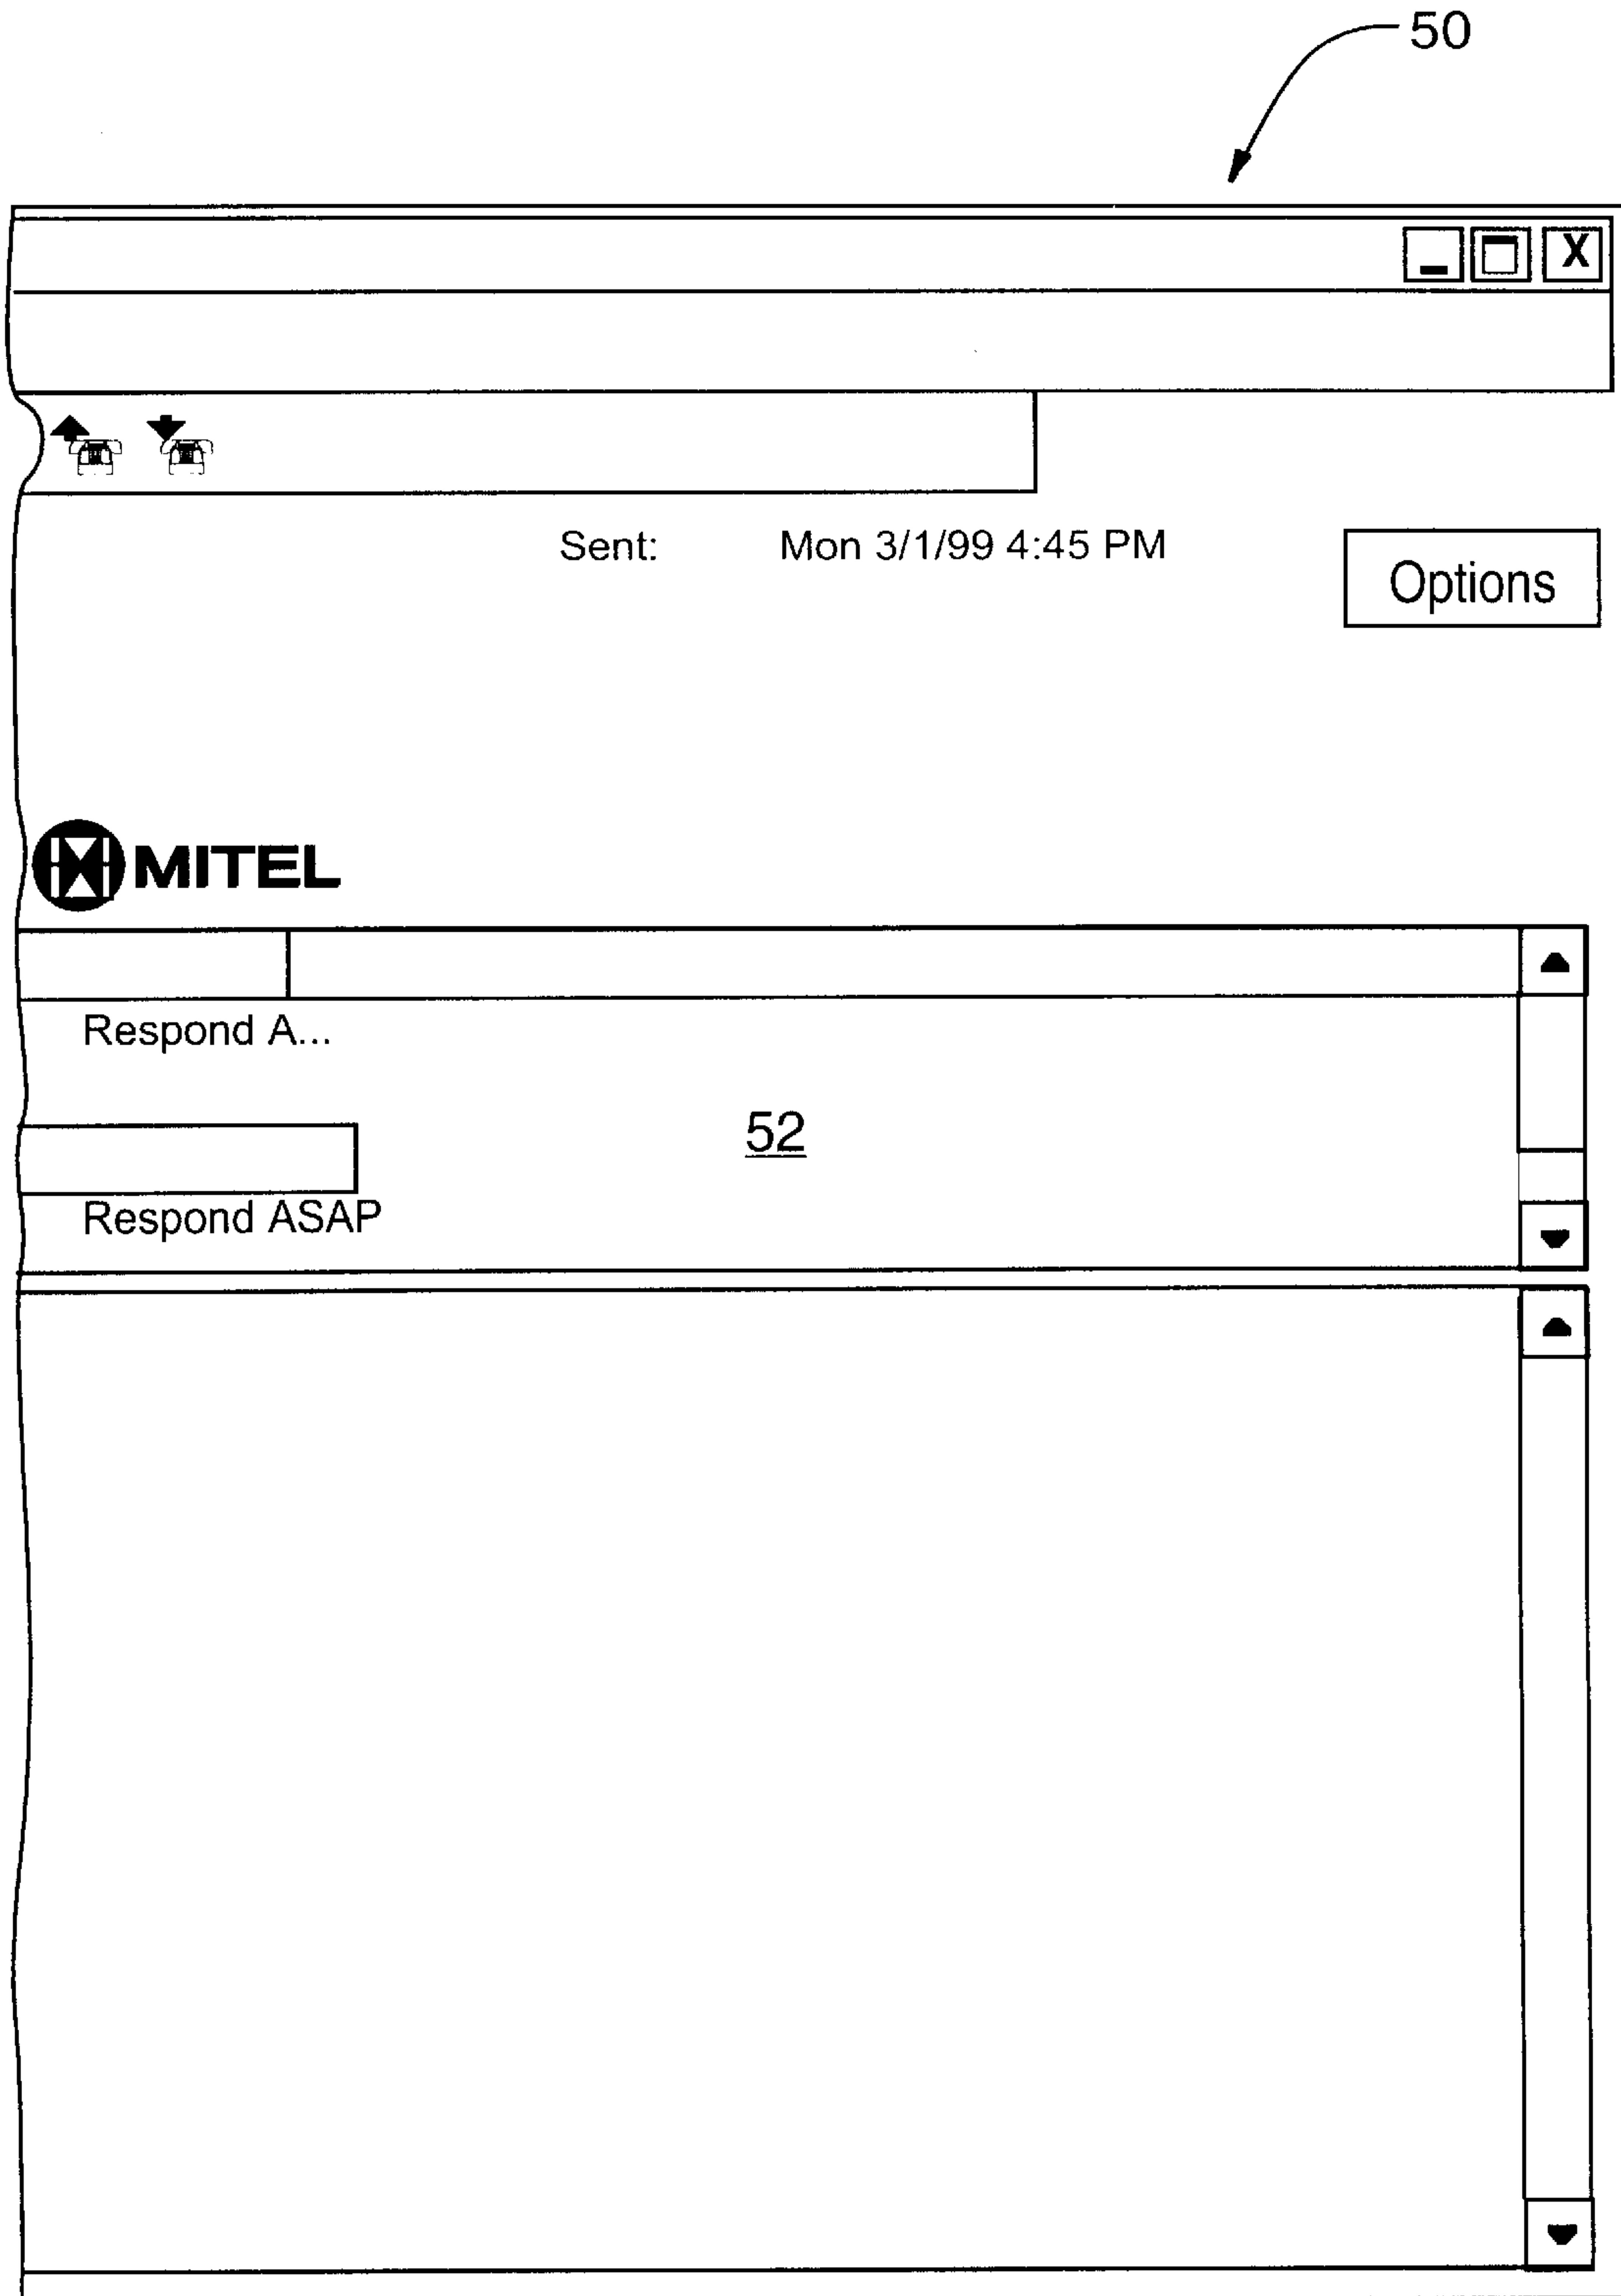 50
X
Sent: Mon 3/1/99 4:45 PM
Options
MITEL
Respond A...
52
Respond ASAP